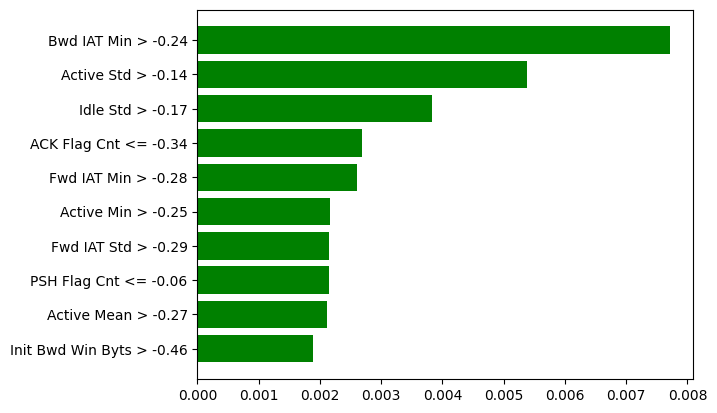 Bwd IAT Min > -0.24
Active Std > -0.14
Idle Std > -0.17
ACK Flag Cnt <= -0.34
Fwd IAT Min > -0.28
Active Min > -0.25
Fwd IAT Std > -0.29
PSH Flag Cnt <= -0.06
Active Mean > -0.27
Init Bwd Win Byts > -0.46
0.000 0.001 0.002 0.003 0.004 0.005 0.006 0.007 0.008